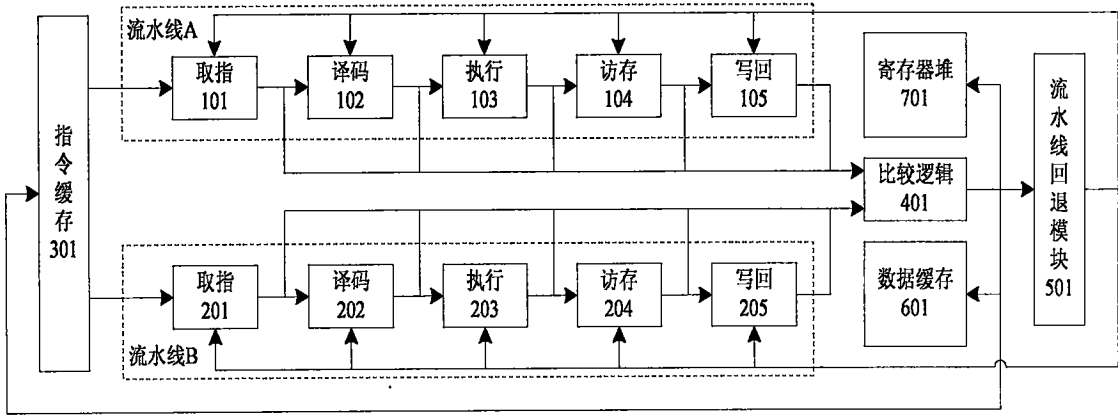 流水线A
取指
101
译码
102
执行
103
访存
104
写回
105
指令缓存
301
寄存器堆
701
比较逻辑
401
数据缓存
601
流水线回退模块
501
取指
201
译码
202
执行
203
访存
204
写回
205
流水线B